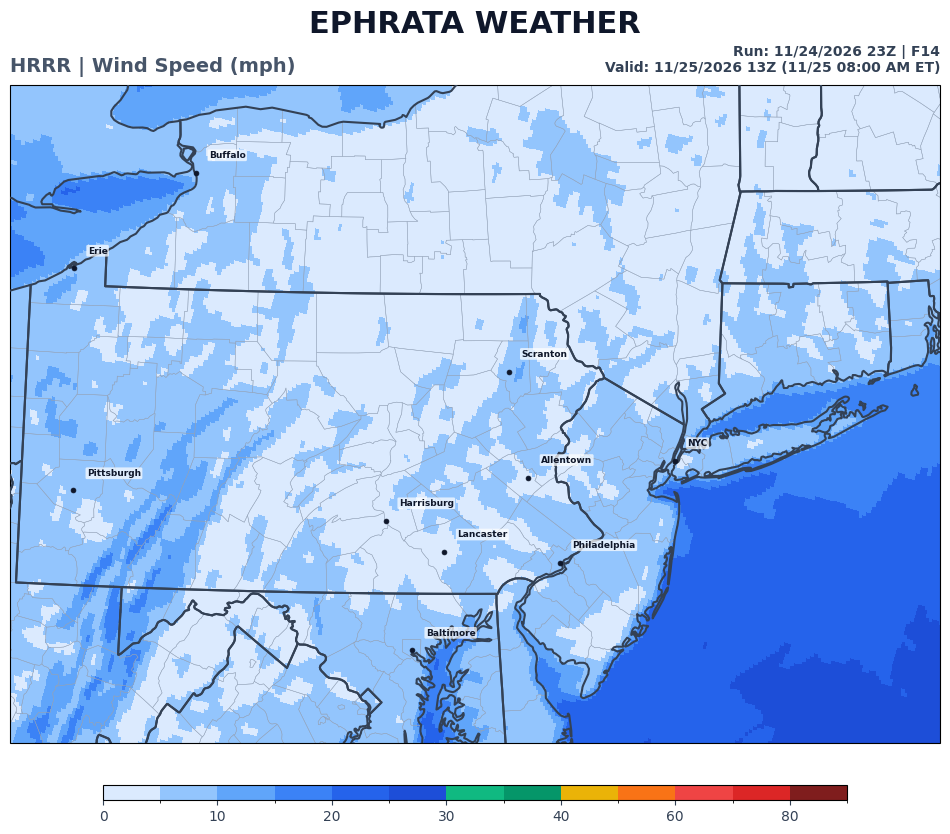 EPHRATA WEATHER
HRRR | Wind Speed (mph)
Run: 11/24/2026 23Z | F14
Valid: 11/25/2026 13Z (11/25 08:00 AM ET)
Buffalo
Erie
Scranton
NYC
Allentown
Pittsburgh
Harrisburg
Lancaster
Philadelphia
Baltimore
0 10 20 30 40 50 60 70 80